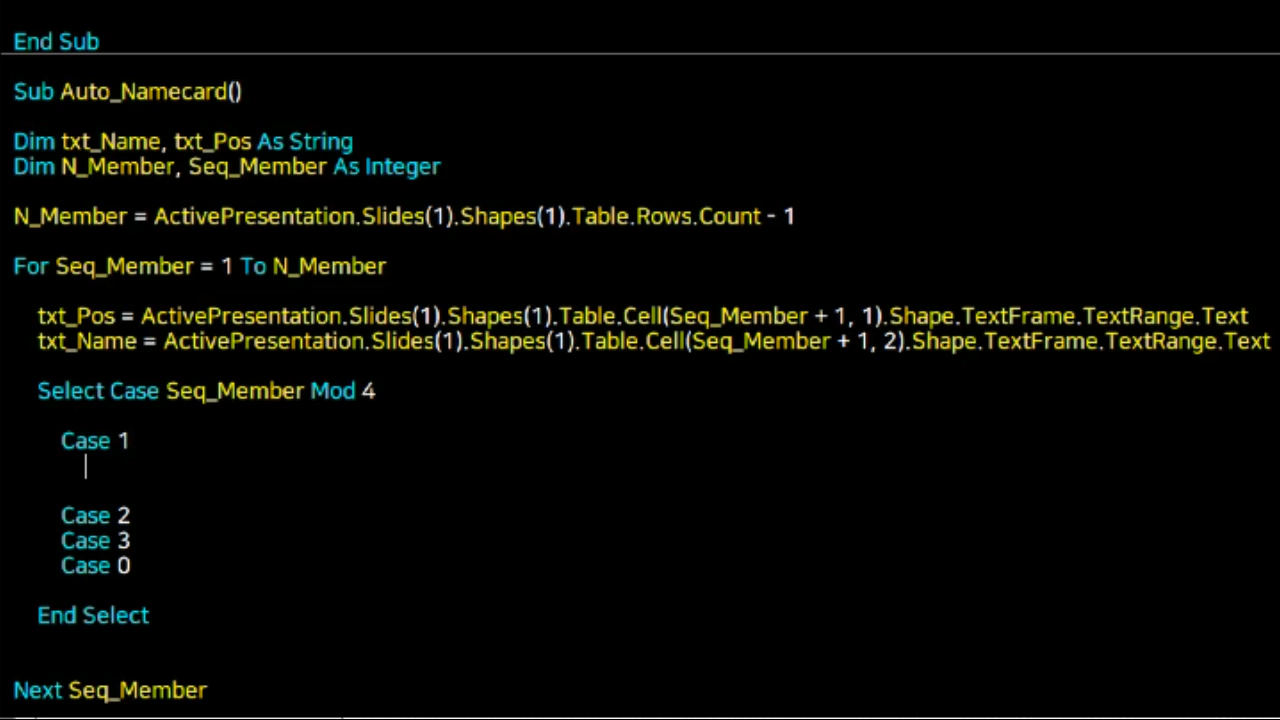 End Sub
Sub Auto_Namecard()
Dim txt_Name, txt_Pos As String
Dim N_Member, Seq_Member As Integer
N_Member = ActivePresentation.Slides(1).Shapes(1).Table.Rows.Count - 1
For Seq_Member = 1 To N_Member
txt_Pos = ActivePresentation.Slides(1).Shapes(1).Table.Cell(Seq_Member + 1, 1).Shape.TextFrame.TextRange.Text
txt_Name = ActivePresentation.Slides(1).Shapes(1).Table.Cell(Seq_Member + 1, 2).Shape.TextFrame.TextRange.Text
Select Case Seq_Member Mod 4
Case 1
Case 2
Case 3
Case 0
End Select
Next Seq_Member